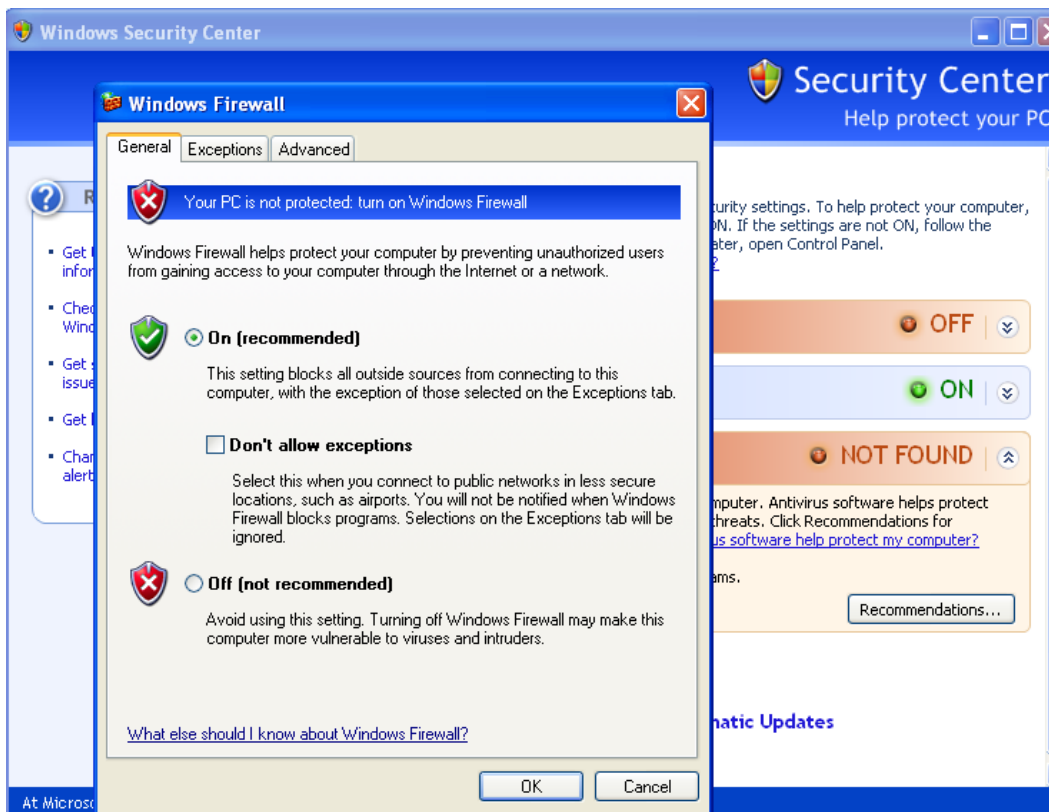 Windows Security Center
Security Center
Help protect your PC
Windows Firewall
General
Exceptions
Advanced
Your PC is not protected: turn on Windows Firewall
Windows Firewall helps protect your computer by preventing unauthorized users
from gaining access to your computer through the Internet or a network.
On (recommended)
This setting blocks all outside sources from connecting to this
computer, with the exception of those selected on the Exceptions tab.
Don't allow exceptions
Select this when you connect to public networks in less secure
locations, such as airports. You will not be notified when Windows
Firewall blocks programs. Selections on the Exceptions tab will be
ignored.
Off (not recommended)
Avoid using this setting. Turning off Windows Firewall may make this
computer more vulnerable to viruses and intruders.
What else should I know about Windows Firewall?
OK
Cancel
R
Get
infor
Chec
Wind
Get s
issue
Get
Char
alert
At Microso
urity settings. To help protect your computer,
ON. If the settings are not ON, follow the
ater, open Control Panel.
?
OFF
ON
NOT FOUND
mputer. Antivirus software helps protect
threats. Click Recommendations for
us software help protect my computer?
ams.
Recommendations...
matic Updates